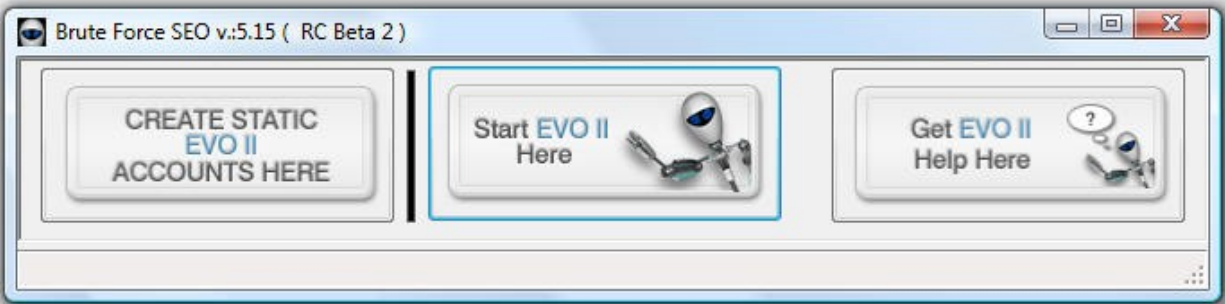 Brute Force SEO v.:5.15 ( RC Beta 2 )
CREATE STATIC
EVO II
ACCOUNTS HERE
Start EVO II
Here
?
Get EVO II
Help Here